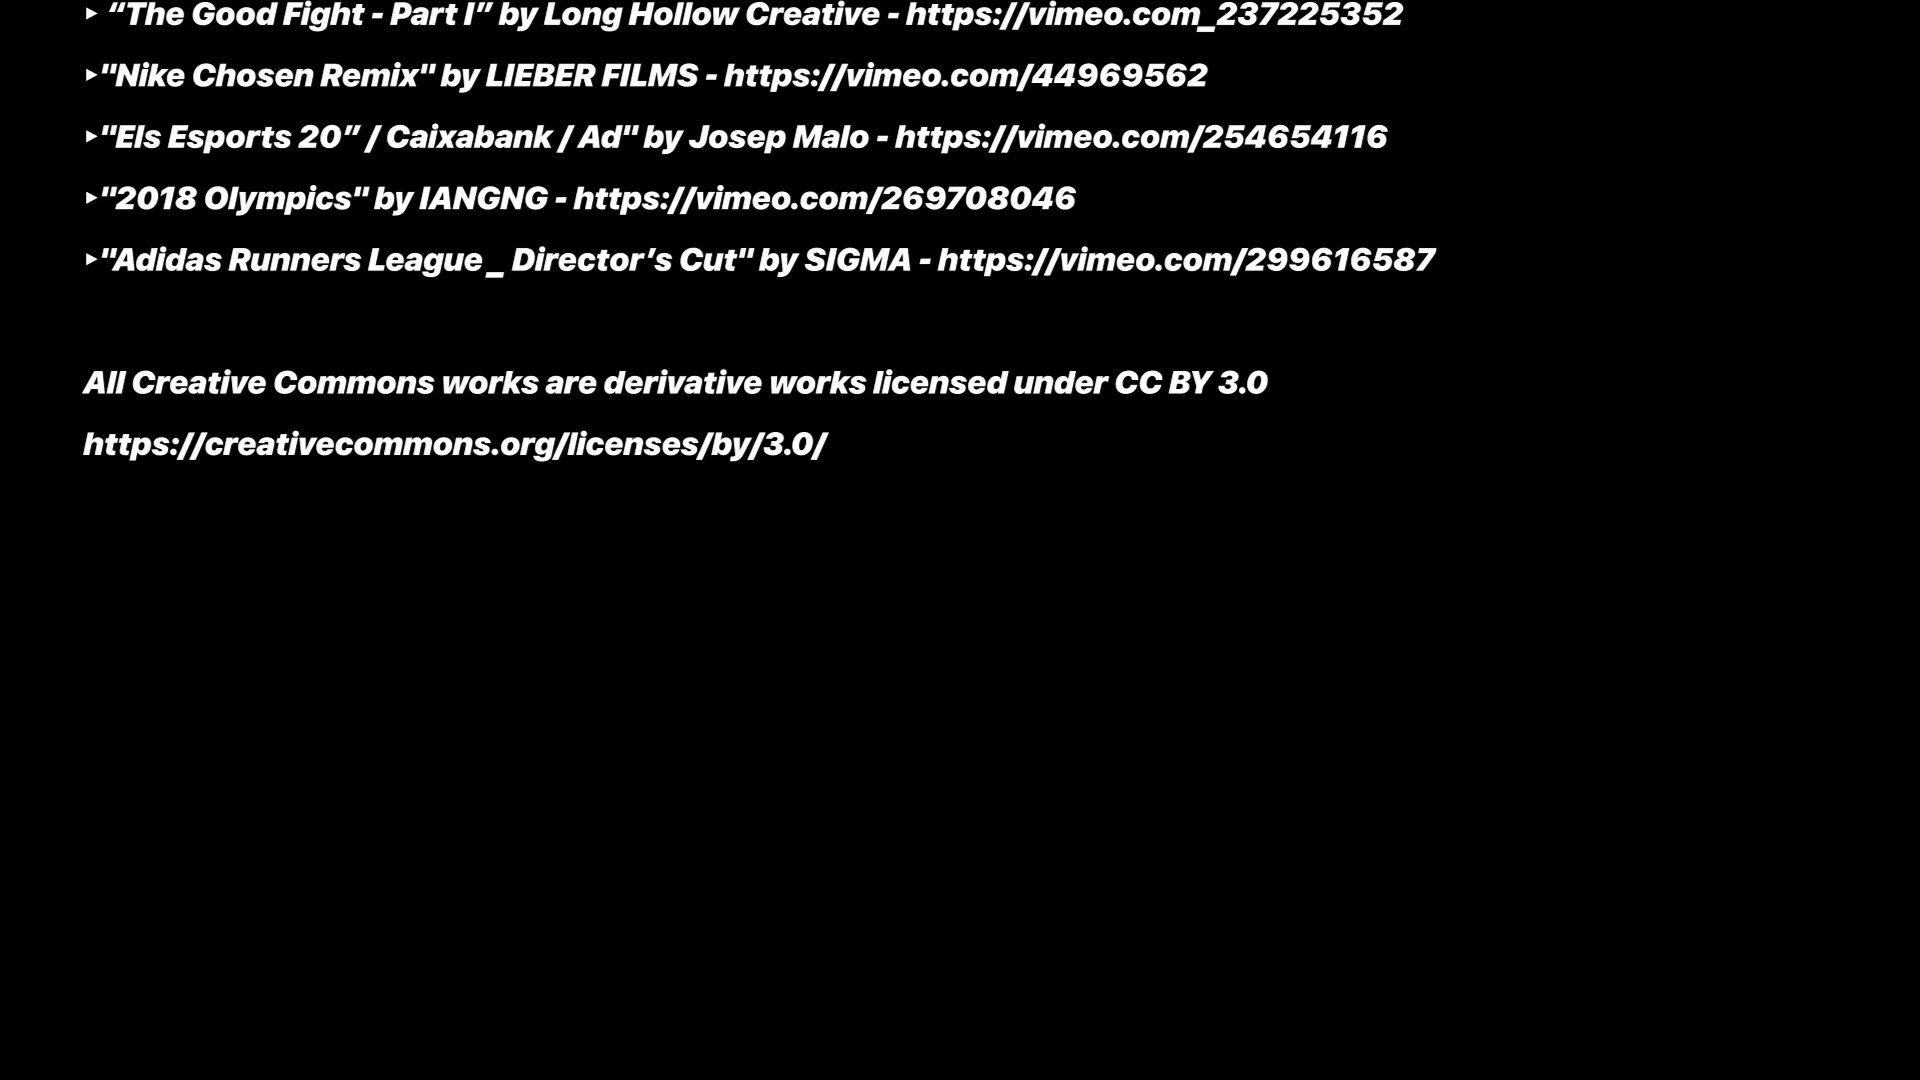 ▸ “The Good Fight - Part I” by Long Hollow Creative - https://vimeo.com_237225352
▸"Nike Chosen Remix" by LIEBER FILMS - https://vimeo.com/44969562
▸"Els Esports 20” / Caixabank / Ad" by Josep Malo - https://vimeo.com/254654116
▸"2018 Olympics" by IANGNG - https://vimeo.com/269708046
▸"Adidas Runners League _ Director’s Cut" by SIGMA - https://vimeo.com/299616587
All Creative Commons works are derivative works licensed under CC BY 3.0
https://creativecommons.org/licenses/by/3.0/